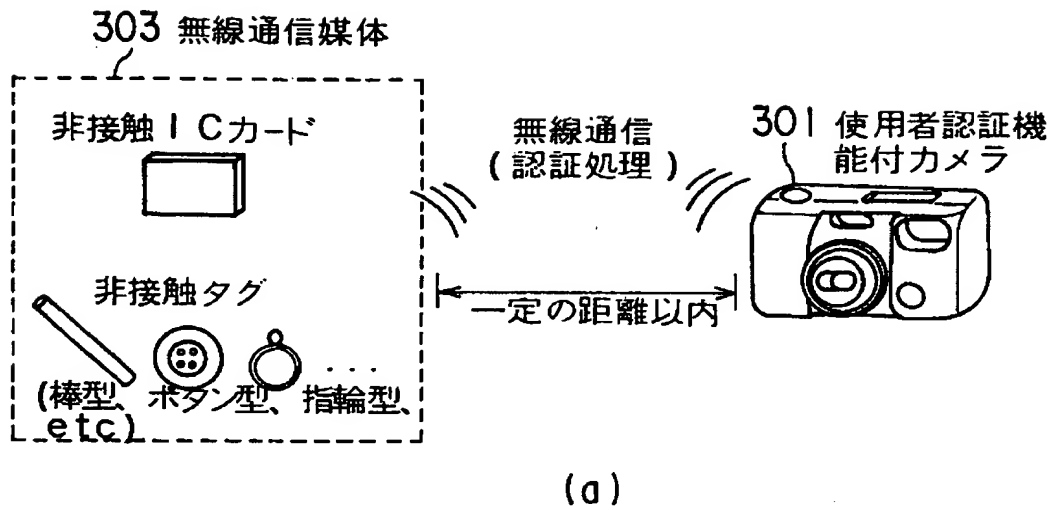 303 無線通信媒体
非接触ICカード
無線通信
(認証処理)
301 使用者認証機
能付カメラ
非接触タグ
一定の距離以内
・・・
(棒型、ボタン型、指輪型、
etc)
(a)